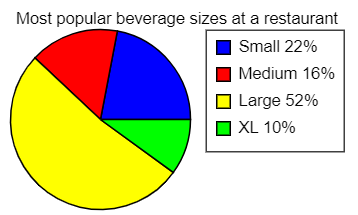 Most popular beverage sizes at a restaurant
Small 22%
Medium 16%
Large 52%
XL 10%